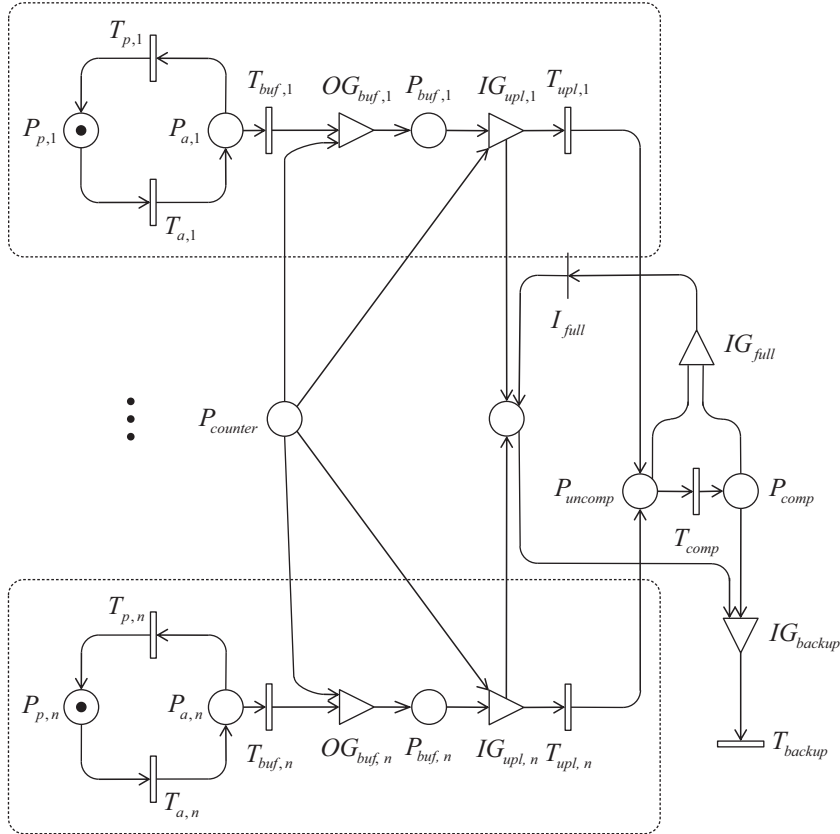 T_{p,1}
T_{buf,1}
OG_{buf,1}
P_{buf,1}
IG_{upl,1}
T_{upl,1}
P_{p,1}
P_{a,1}
T_{a,1}
I_{full}
IG_{full}
P_{counter}
P_{uncomp}
P_{comp}
T_{comp}
T_{p,n}
IG_{backup}
P_{p,n}
P_{a,n}
T_{buf,n}
OG_{buf,n}
P_{buf,n}
IG_{upl,n}
T_{upl,n}
T_{backup}
T_{a,n}